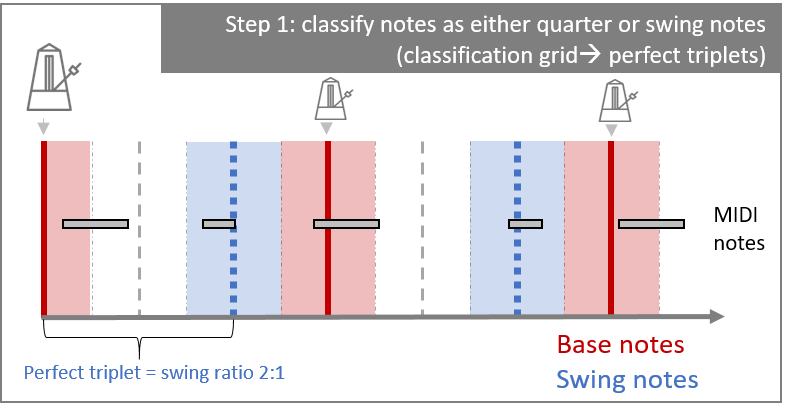 Step 1: classify notes as either quarter or swing notes
(classification grid→ perfect triplets)
MIDI
notes
Perfect triplet = swing ratio 2:1
Base notes
Swing notes